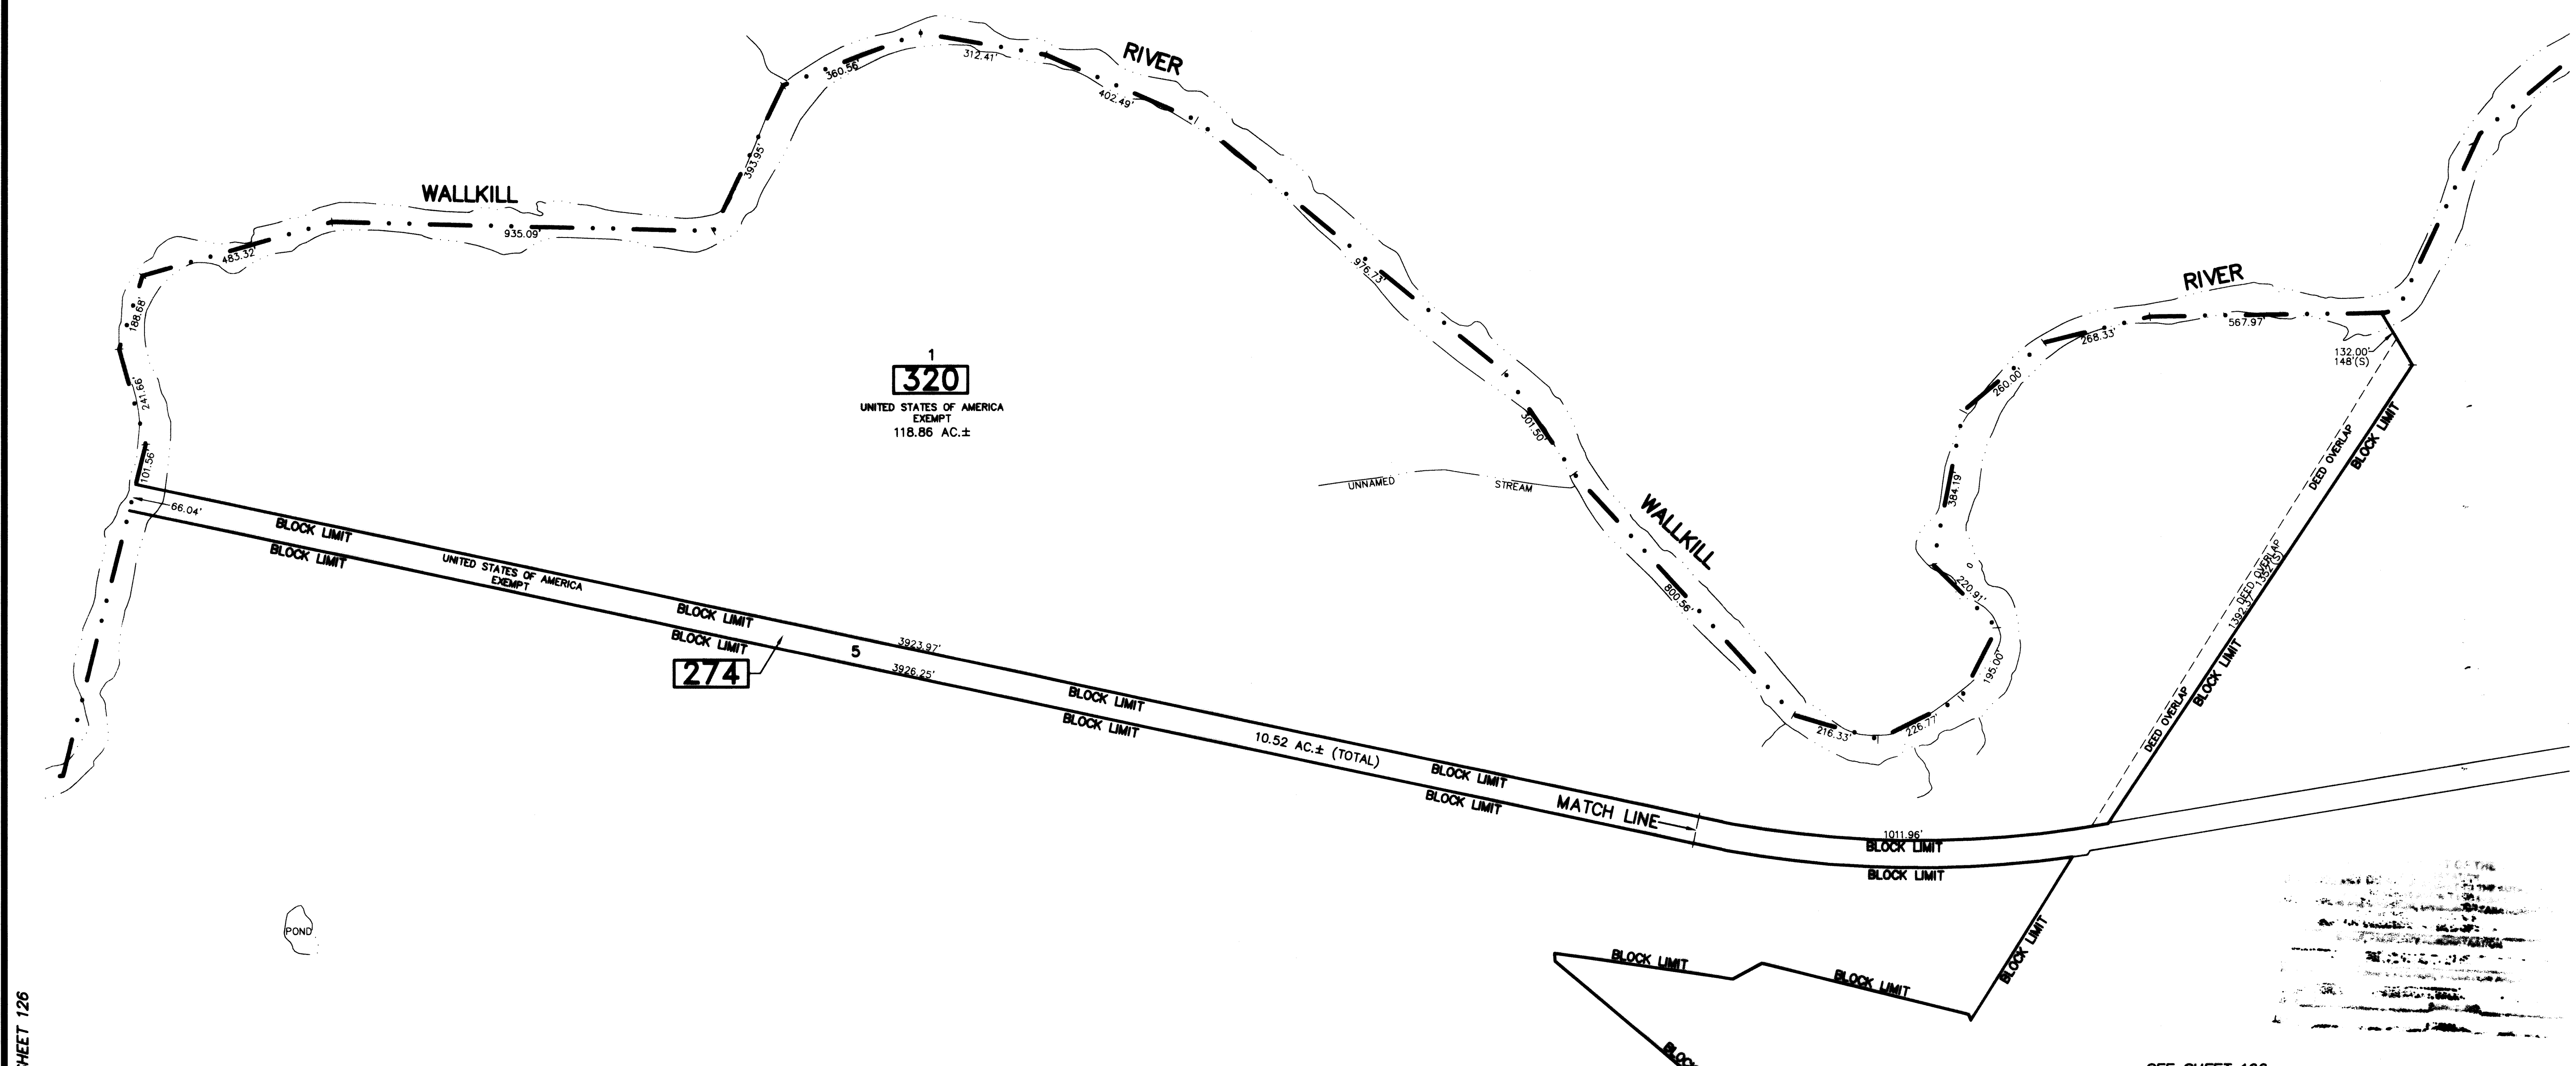 RIVER
312.41'
360.56'
402.49'
393.95'
WALLKILL
935.09'
483.32'
188.68'
241.66'
101.56'
66.04'
976.73'
RIVER
567.97'
268.33'
132.00'
148'(S)
260.00'
1
320
UNITED STATES OF AMERICA
EXEMPT
118.86 AC.±
301.50'
UNNAMED STREAM
384.19'
WALLKILL
220.91'
800.56'
195.00'
216.33'
226.77'
DEED OVERLAP
BLOCK LIMIT
DEED OVERLAP
1392.37' 1352'(S)
BLOCK LIMIT
DEED OVERLAP
BLOCK LIMIT
BLOCK LIMIT
UNITED STATES OF AMERICA
EXEMPT
BLOCK LIMIT
BLOCK LIMIT
274
5
3923.97'
3926.25'
BLOCK LIMIT
BLOCK LIMIT
10.52 AC.± (TOTAL)
BLOCK LIMIT
BLOCK LIMIT
MATCH LINE
1011.96'
BLOCK LIMIT
BLOCK LIMIT
POND
BLOCK LIMIT
BLOCK LIMIT
BLOCK LIMIT
SHEET 126